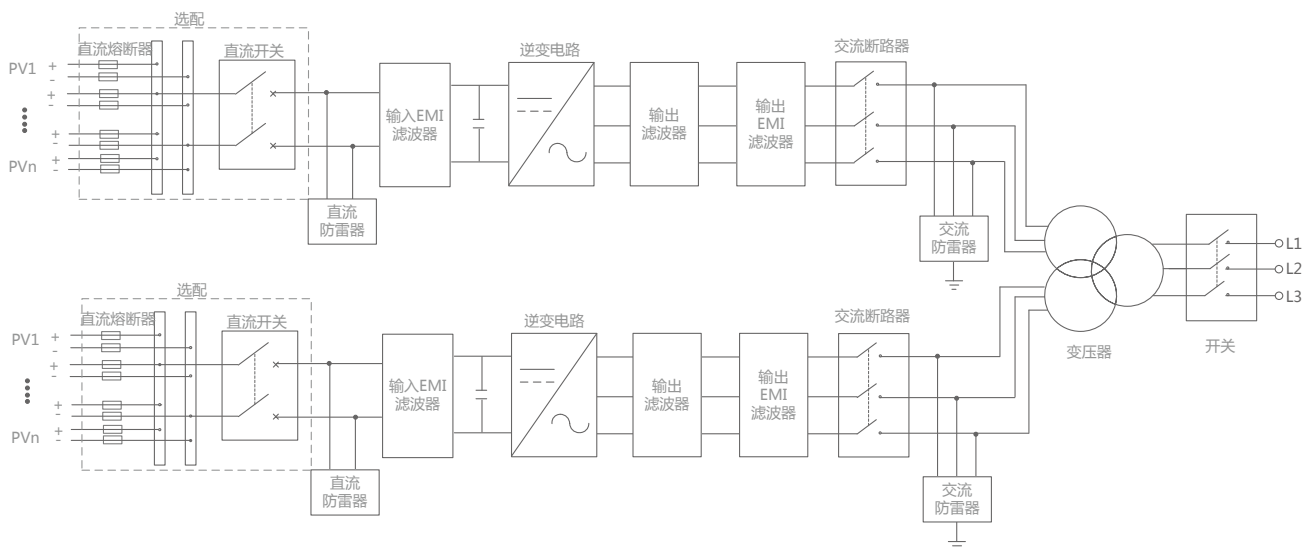 选配
直流熔断器
直流开关
PV1
+
-
+
-
+
-
+
-
PVn
直流
防雷器
输入EMI
滤波器
逆变电路
输出
滤波器
输出
EMI
滤波器
交流断路器
交流
防雷器
选配
直流熔断器
直流开关
PV1
+
-
+
-
+
-
+
-
PVn
直流
防雷器
输入EMI
滤波器
逆变电路
输出
滤波器
输出
EMI
滤波器
交流断路器
交流
防雷器
变压器
开关
L1
L2
L3